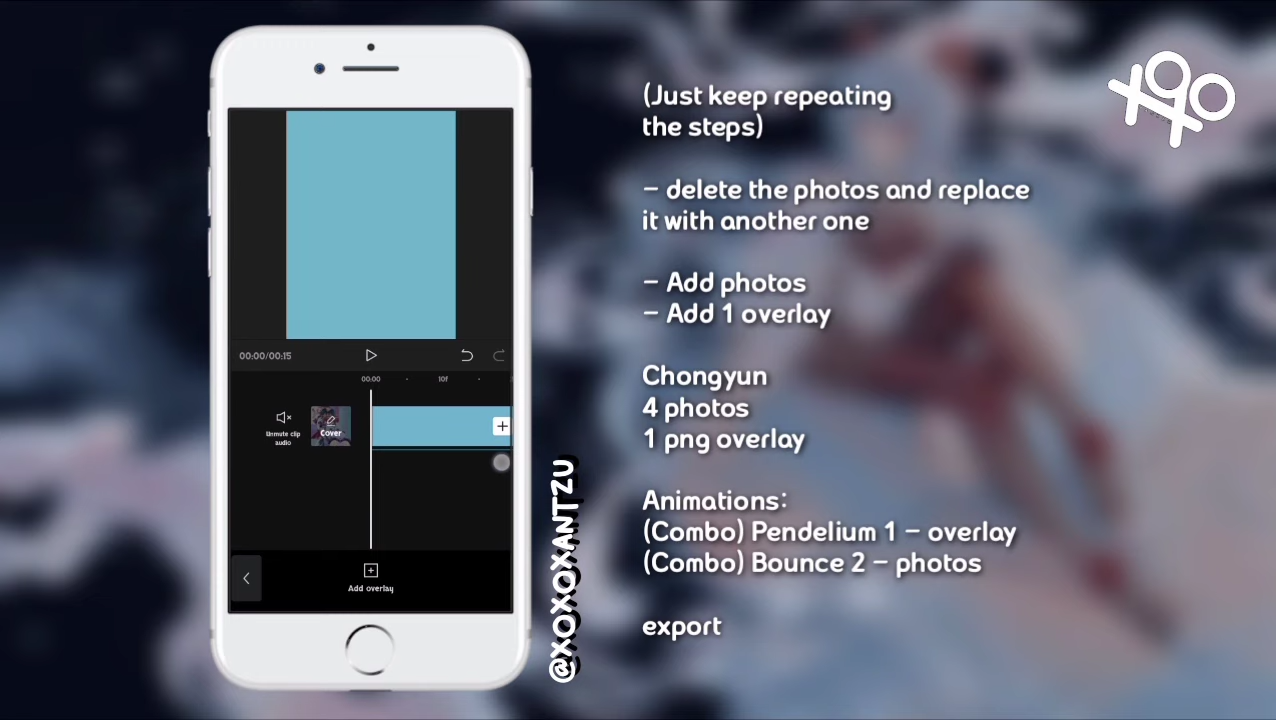 (Just keep repeating
the steps)
- delete the photos and replace
it with another one
- Add photos
- Add 1 overlay
Chongyun
4 photos
1 png overlay
Animations:
(Combo) Pendelium 1 - overlay
(Combo) Bounce 2 - photos
export
00:00/00:15
00:00
10f
Unmute clip
audio
Cover
Add overlay
@XOXOXANTZU